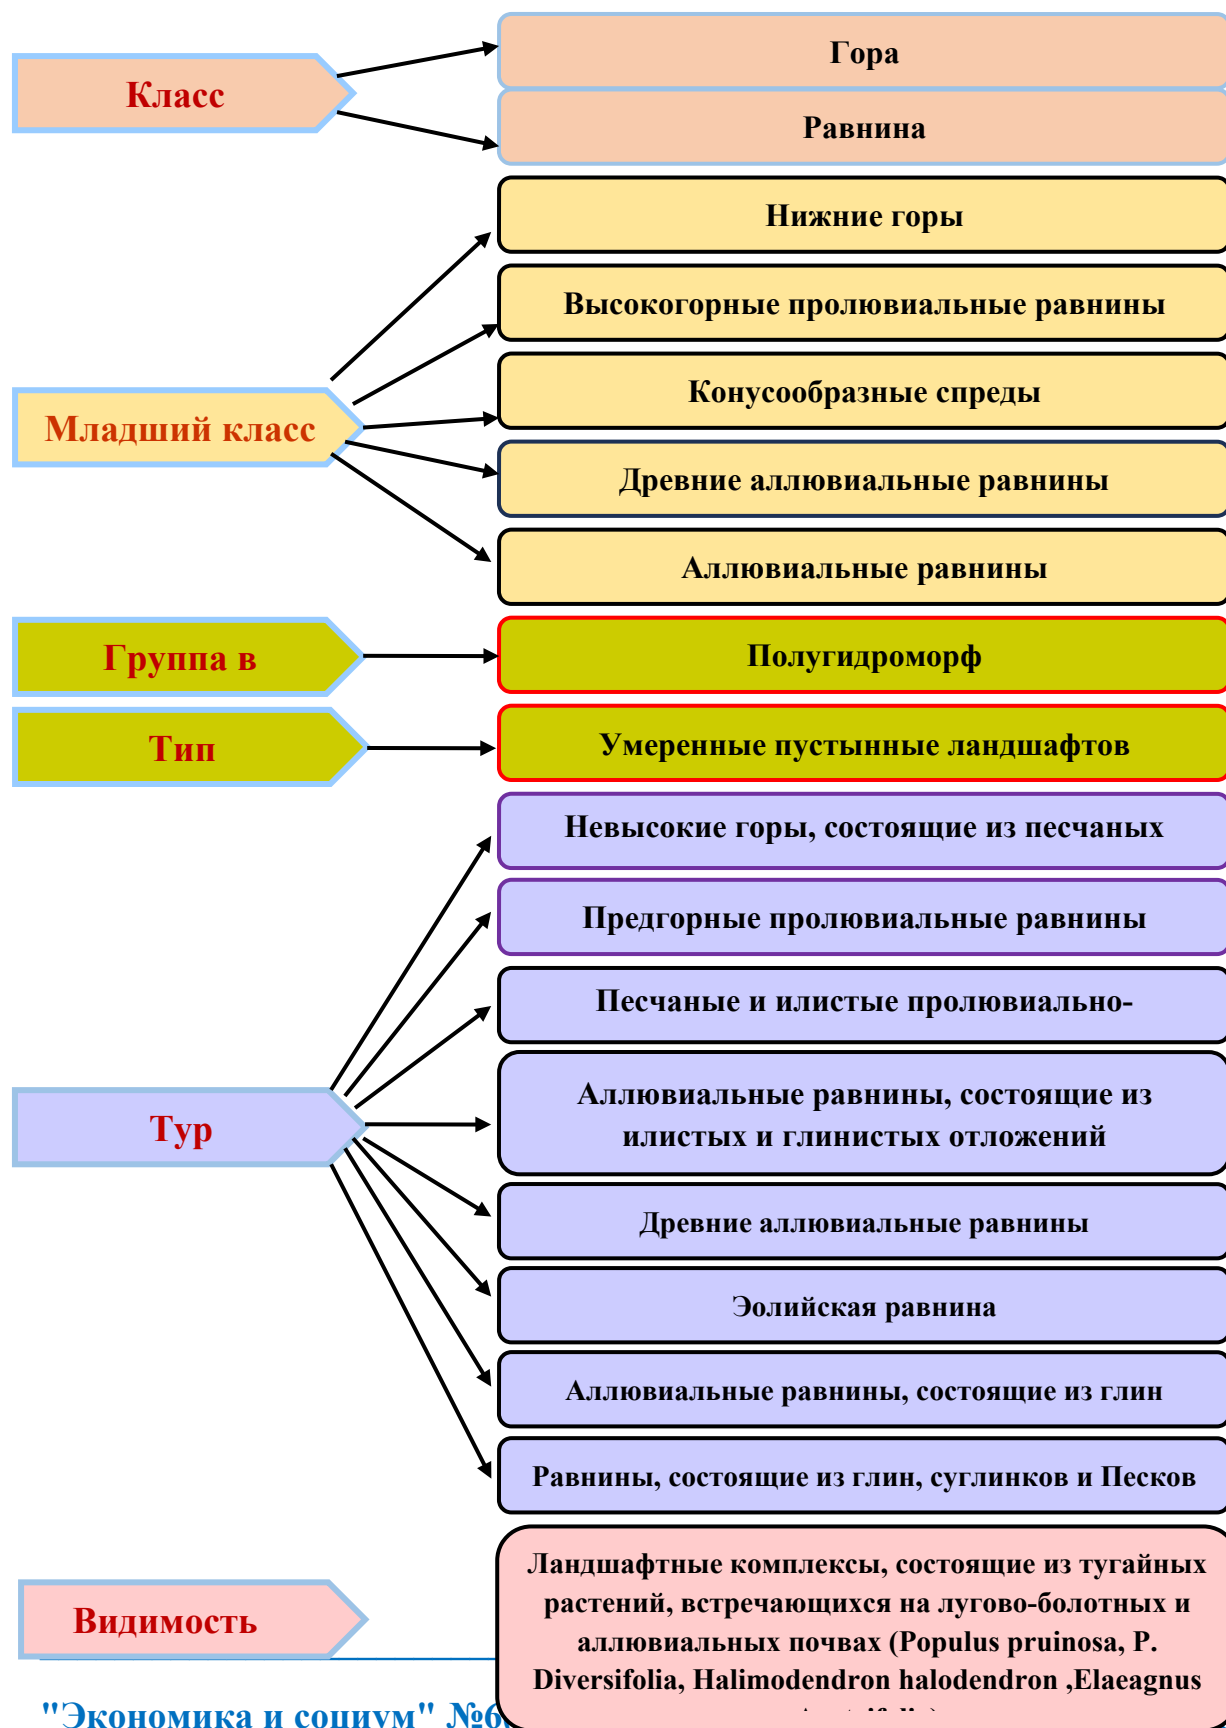 Класс
Гора
Равнина
Младший класс
Нижние горы
Высокогорные пролювиальные равнины
Конусообразные спреды
Древние аллювиальные равнины
Аллювиальные равнины
Группа в
Полугидроморф
Тип
Умеренные пустынные ландшафтов
Тур
Невысокие горы, состоящие из песчаных
Предгорные пролювиальные равнины
Песчаные и илистые пролювиально-
Аллювиальные равнины, состоящие из
илистых и глинистых отложений
Древние аллювиальные равнины
Эолийская равнина
Аллювиальные равнины, состоящие из глин
Равнины, состоящие из глин, суглинков и Песков
Видимость
Ландшафтные комплексы, состоящие из тугайных
растений, встречающихся на лугово-болотных и
аллювиальных почвах (Populus pruinosa, P.
Diversifolia, Halimodendron halodendron ,Elaeagnus
"Экономика и социум" №6